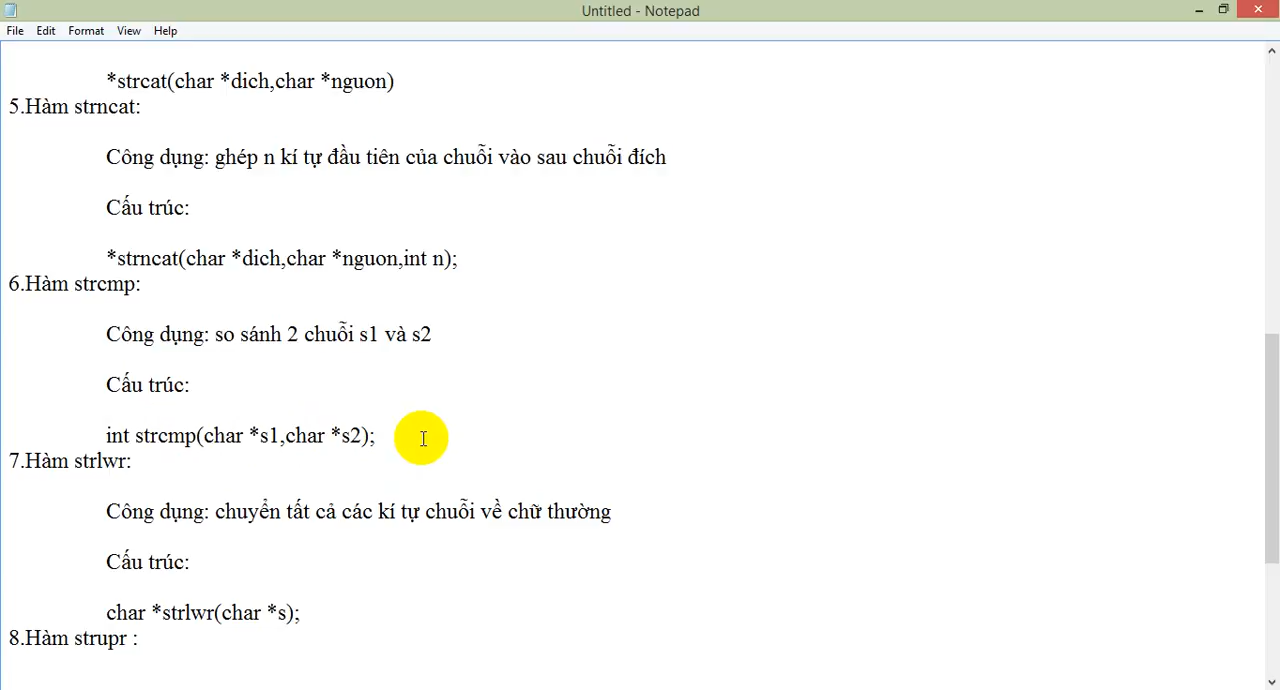 Untitled - Notepad
File Edit Format View Help
*strcat(char *dich,char *nguon)
5.Hàm strncat:
Công dụng: ghép n kí tự đầu tiên của chuỗi vào sau chuỗi đích
Cấu trúc:
*strncat(char *dich,char *nguon,int n);
6.Hàm strcmp:
Công dụng: so sánh 2 chuỗi s1 và s2
Cấu trúc:
int strcmp(char *s1,char *s2);
7.Hàm strlwr:
Công dụng: chuyển tất cả các kí tự chuỗi về chữ thường
Cấu trúc:
char *strlwr(char *s);
8.Hàm strupr :